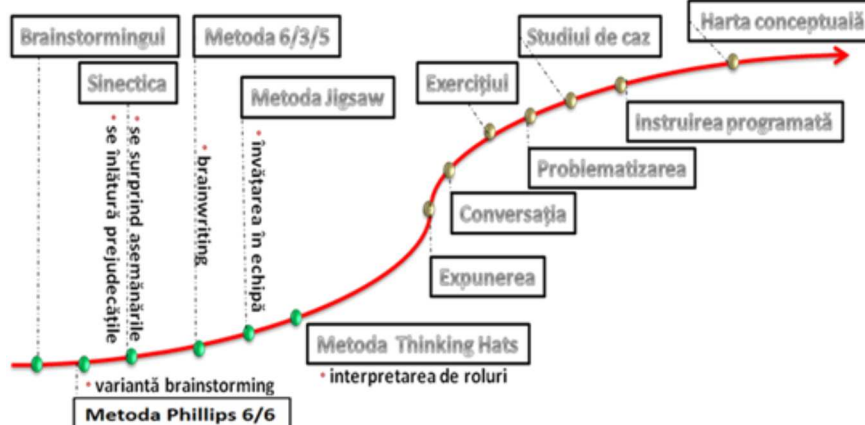 Brainstormingul
Metoda 6/3/5
Studiul de caz
Harta conceptuală
Sinectica
Metoda Jigsaw
Exercițiul
• se înlătură prejudecățile
• se surprind asemănările
• brainwriting
• învățarea în echipă
instruirea programată
Problematizarea
Conversația
Expunerea
Metoda Thinking Hats
• interpretarea de roluri
• variantă brainstorming
Metoda Phillips 6/6